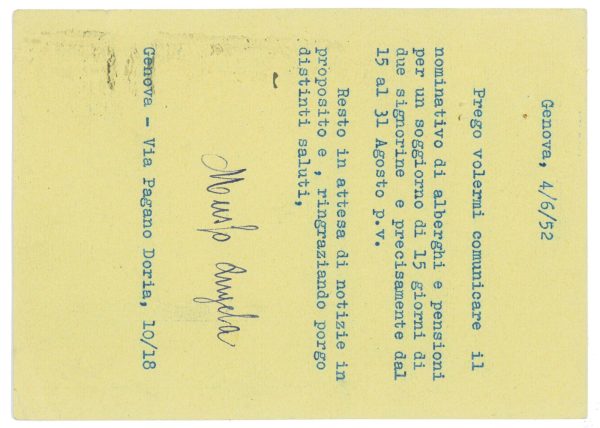 Genova, 4/6/52
Prego volermi comunicare il
nominativo di alberghi e pensioni
per un soggiorno di 15 giorni di
due signorine e precisamente dal
15 al 31 Agosto p.v.
Resto in attesa di notizie in
proposito e , ringraziando porgo
distinti saluti,
Angela
Genova - Via Pagano Doria, 10/18